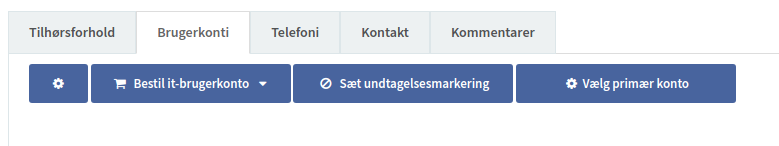 Tilhørsforhold Brugerkonti Telefoni Kontakt Kommentarer
Bestil it-brugerkonto Sæt undtagelsesmarkering Vælg primær konto